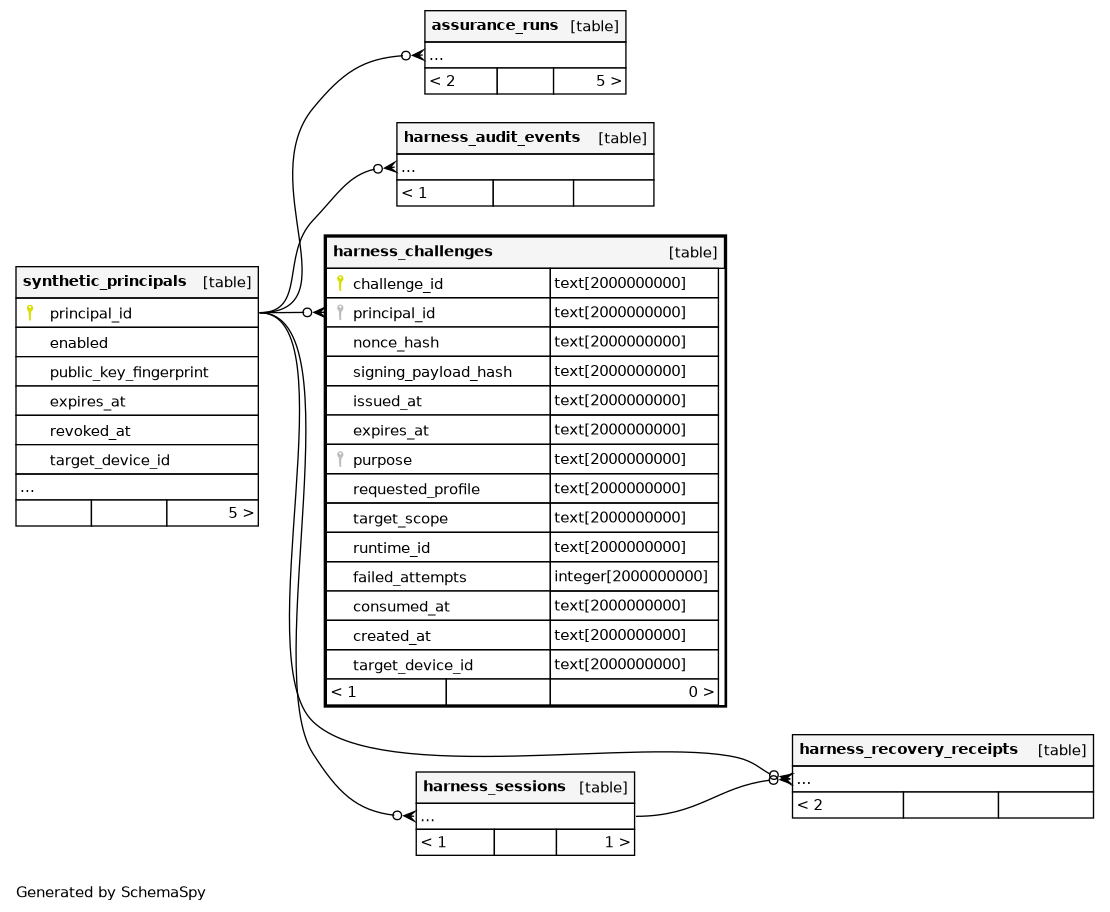 assurance_runs [table]
...
< 2 5 >
harness_audit_events [table]
...
< 1
harness_challenges [table]
challenge_id text[2000000000]
principal_id text[2000000000]
nonce_hash text[2000000000]
signing_payload_hash text[2000000000]
issued_at text[2000000000]
expires_at text[2000000000]
purpose text[2000000000]
requested_profile text[2000000000]
target_scope text[2000000000]
runtime_id text[2000000000]
failed_attempts integer[2000000000]
consumed_at text[2000000000]
created_at text[2000000000]
target_device_id text[2000000000]
< 1 0 >
synthetic_principals [table]
principal_id
enabled
public_key_fingerprint
expires_at
revoked_at
target_device_id
...
5 >
harness_recovery_receipts [table]
...
< 2
harness_sessions [table]
...
< 1 1 >
Generated by SchemaSpy